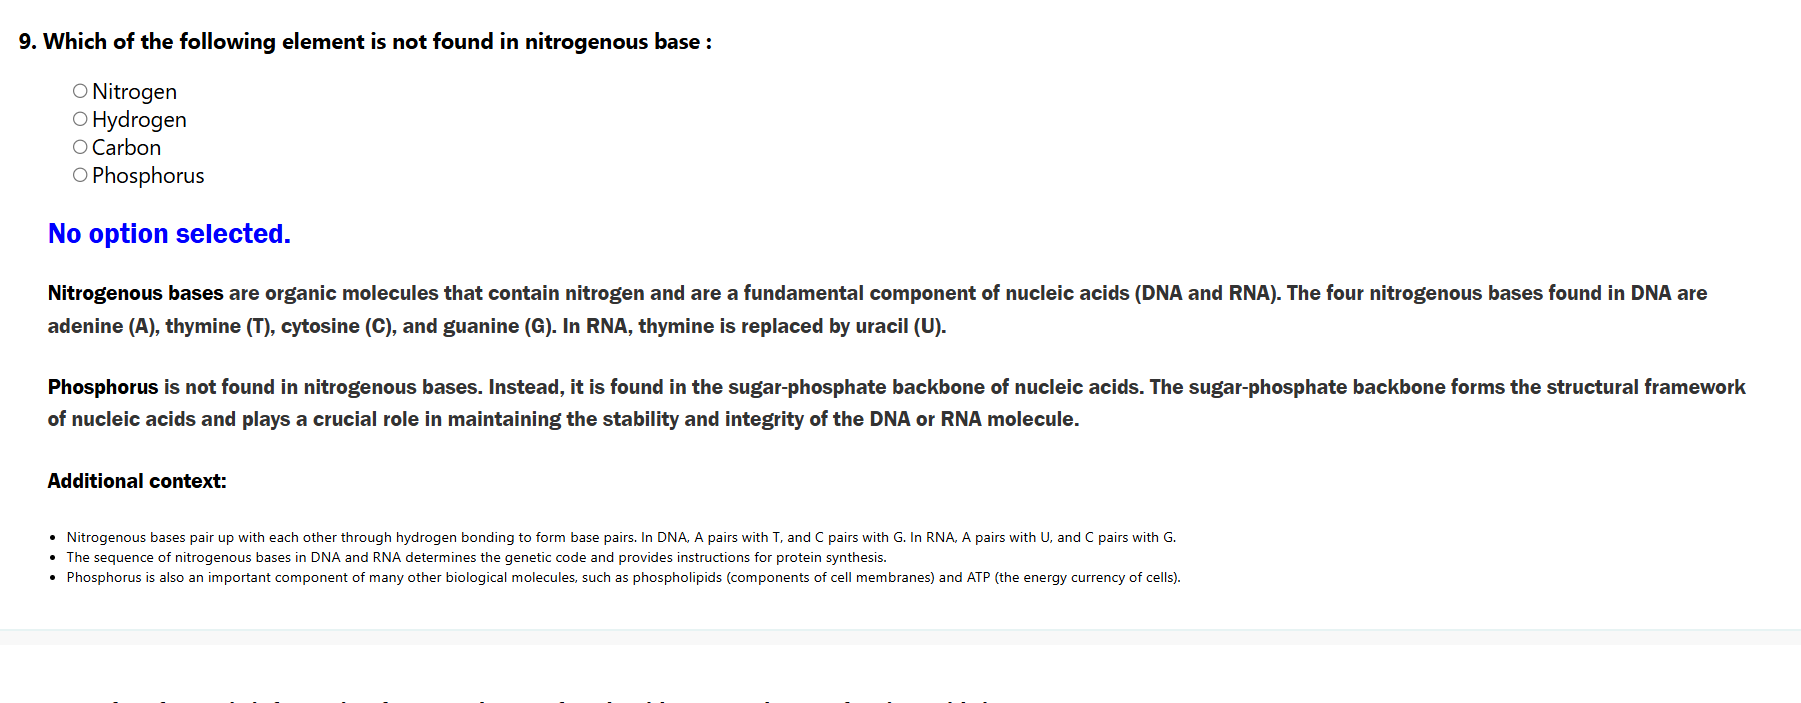 9. Which of the following element is not found in nitrogenous base :
Nitrogen
Hydrogen
Carbon
Phosphorus
No option selected.
Nitrogenous bases are organic molecules that contain nitrogen and are a fundamental component of nucleic acids (DNA and RNA). The four nitrogenous bases found in DNA are
adenine (A), thymine (T), cytosine (C), and guanine (G). In RNA, thymine is replaced by uracil (U).
Phosphorus is not found in nitrogenous bases. Instead, it is found in the sugar-phosphate backbone of nucleic acids. The sugar-phosphate backbone forms the structural framework
of nucleic acids and plays a crucial role in maintaining the stability and integrity of the DNA or RNA molecule.
Additional context:
• Nitrogenous bases pair up with each other through hydrogen bonding to form base pairs. In DNA, A pairs with T, and C pairs with G. In RNA, A pairs with U, and C pairs with G.
• The sequence of nitrogenous bases in DNA and RNA determines the genetic code and provides instructions for protein synthesis.
• Phosphorus is also an important component of many other biological molecules, such as phospholipids (components of cell membranes) and ATP (the energy currency of cells).